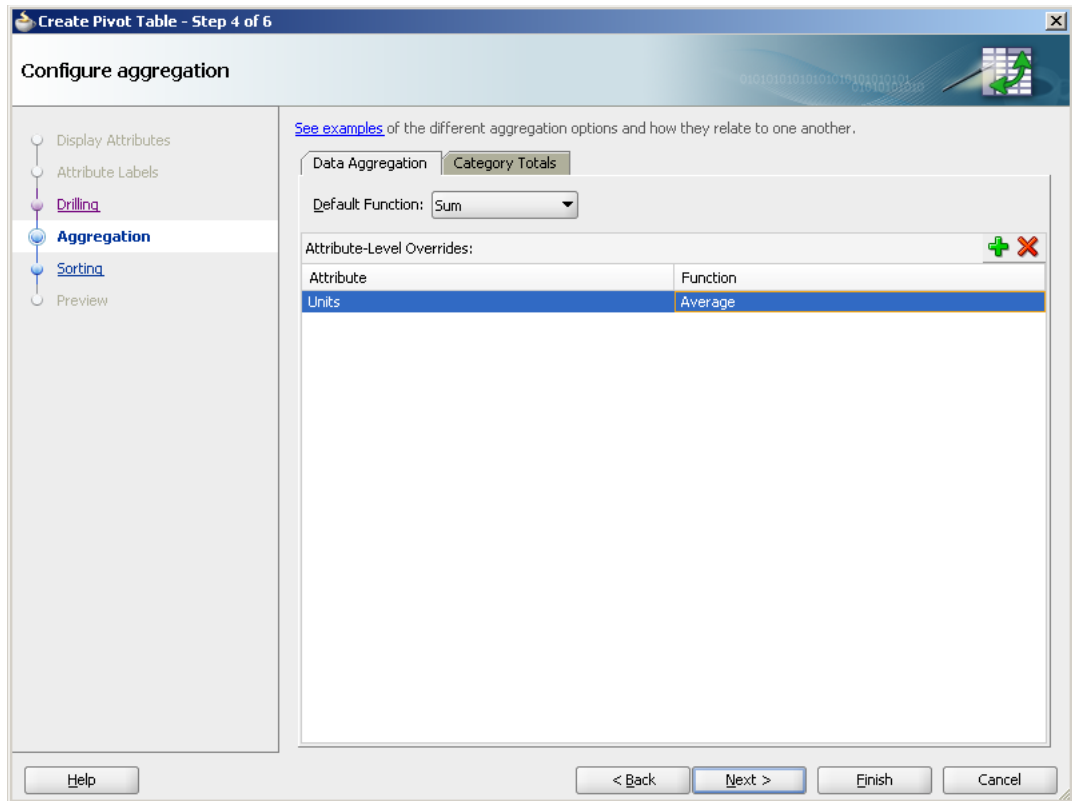 Create Pivot Table - Step 4 of 6
Configure aggregation
Display Attributes
Attribute Labels
Drilling
Aggregation
Sorting
Preview
See examples of the different aggregation options and how they relate to one another.
Data Aggregation Category Totals
Default Function: Sum
Attribute-Level Overrides:
Attribute Function
Units Average
Help < Back Next > Finish Cancel